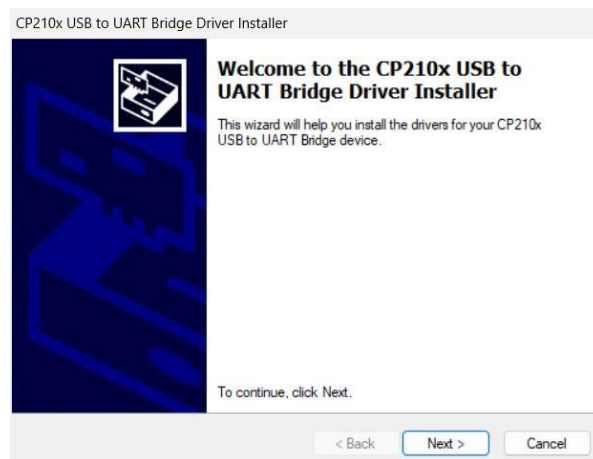 CP210x USB to UART Bridge Driver Installer
Welcome to the CP210x USB to
UART Bridge Driver Installer
This wizard will help you install the drivers for your CP210x
USB to UART Bridge device.
To continue, click Next.
< Back Next > Cancel